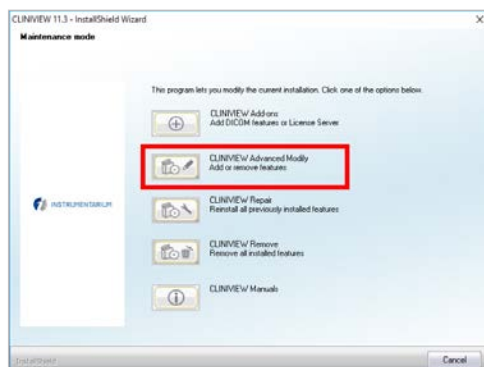 CLINIVIEW 11.3 - InstallShield Wizard
Maintenance mode
This program lets you modify the current installation. Click one of the options below.
CLINIVIEW Add-ons
Add DICOM features or License Server
CLINIVIEW Advanced Modify
Add or remove features
CLINIVIEW Repair
Reinstall all previously installed features
INSTRUMENTARIUM
CLINIVIEW Remove
Remove all installed features
CLINIVIEW Manuals
InstallShield
Cancel